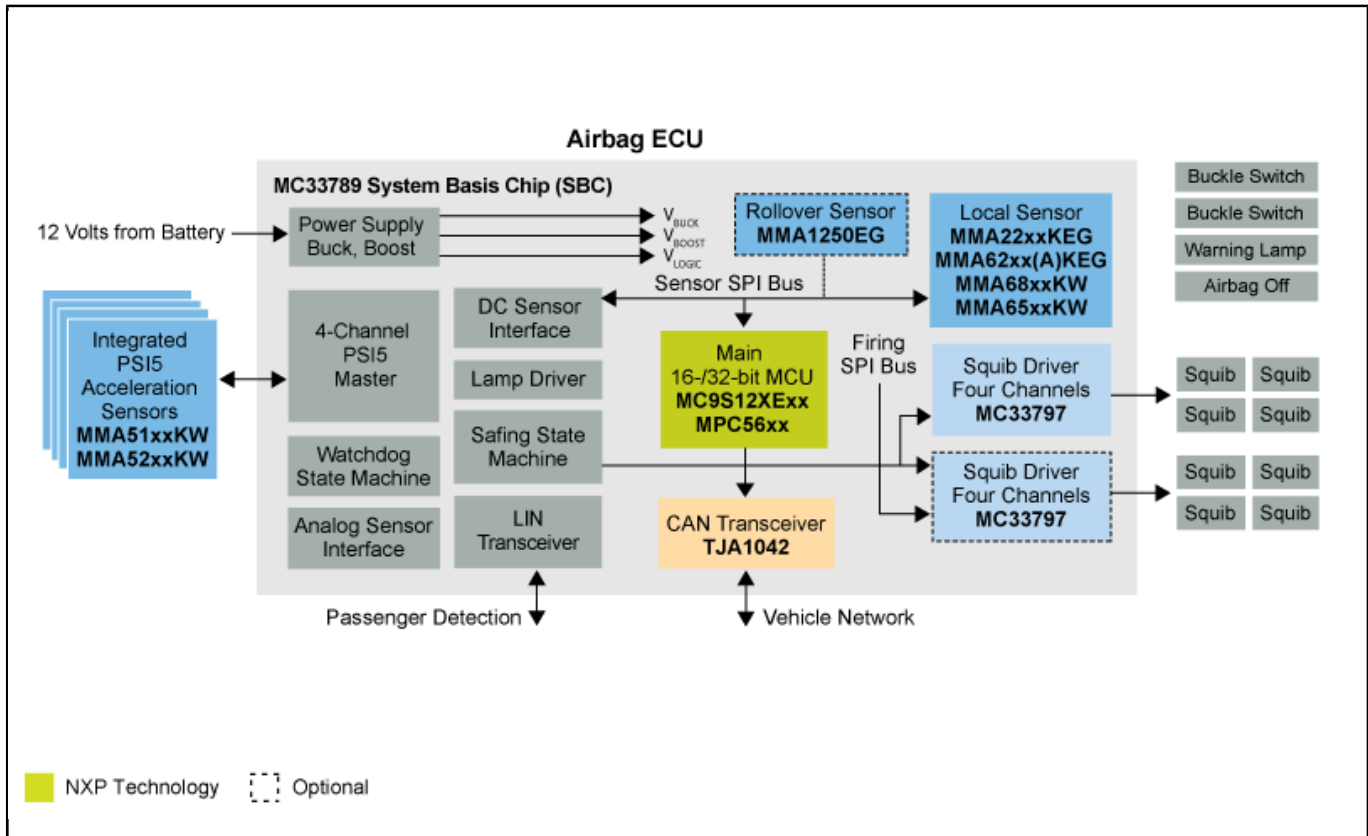 Airbag ECU
MC33789 System Basis Chip (SBC)
12 Volts from Battery
Power Supply
Buck, Boost
VBUCK
VBOOST
VLOGIC
Rollover Sensor
MMA1250EG
Local Sensor
MMA22xxKEG
MMA62xx(A)KEG
MMA68xxKW
MMA65xxKW
Buckle Switch
Buckle Switch
Warning Lamp
Airbag Off
Sensor SPI Bus
Integrated
PSI5
Acceleration
Sensors
MMA51xxKW
MMA52xxKW
4-Channel
PSI5
Master
Watchdog
State Machine
Analog Sensor
Interface
DC Sensor
Interface
Lamp Driver
Safing State
Machine
LIN
Transceiver
Main
16-/32-bit MCU
MC9S12XExx
MPC56xx
CAN Transceiver
TJA1042
Firing
SPI Bus
Squib Driver
Four Channels
MC33797
Squib Driver
Four Channels
MC33797
Squib Squib
Squib Squib
Squib Squib
Squib Squib
Passenger Detection
Vehicle Network
NXP Technology
Optional